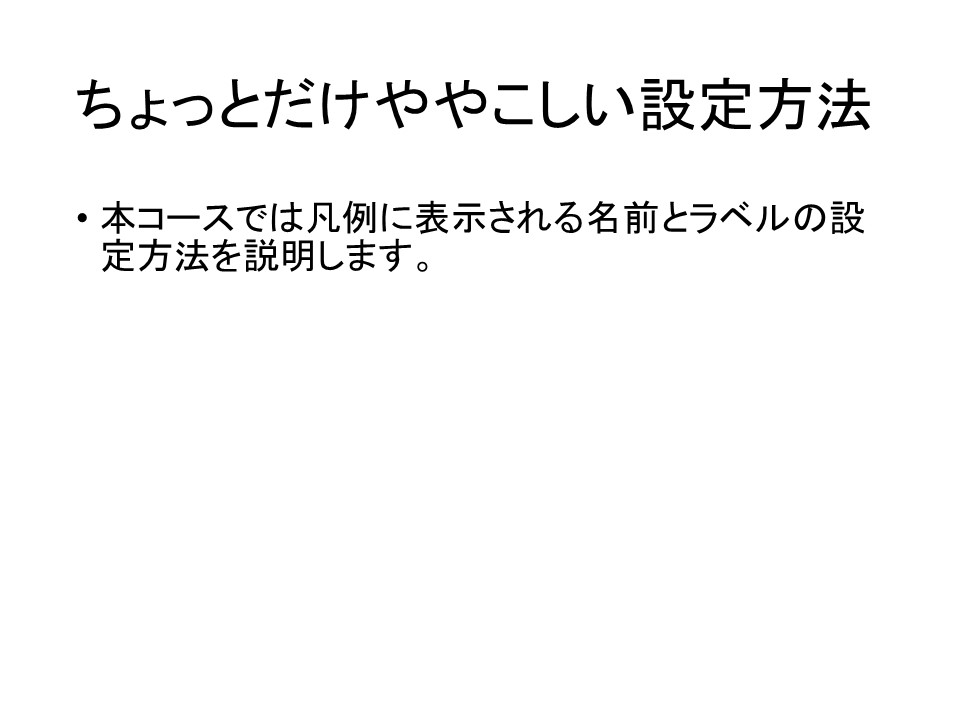 ちょっとだけややこしい設定方法
• 本コースでは凡例に表示される名前とラベルの設
定方法を説明します。